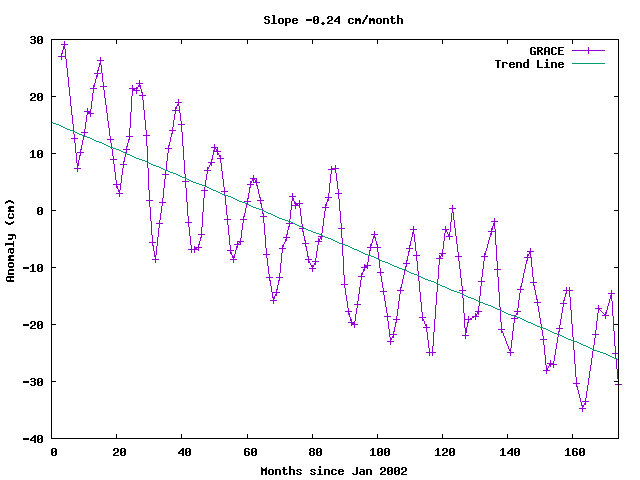 Slope -0.24 cm/month
GRACE
Trend Line
30
20
10
0
-10
-20
-30
-40
Anomaly (cm)
0 20 40 60 80 100 120 140 160
Months since Jan 2002